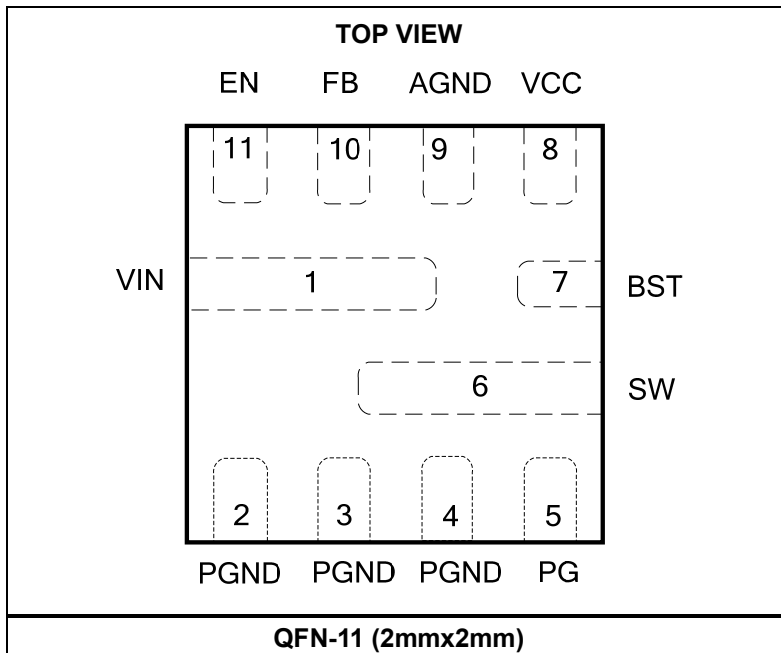 TOP VIEW
EN FB AGND VCC
11 10 9 8
VIN 1 7 BST
6 SW
2 3 4 5
PGND PGND PGND PG
QFN-11 (2mmx2mm)